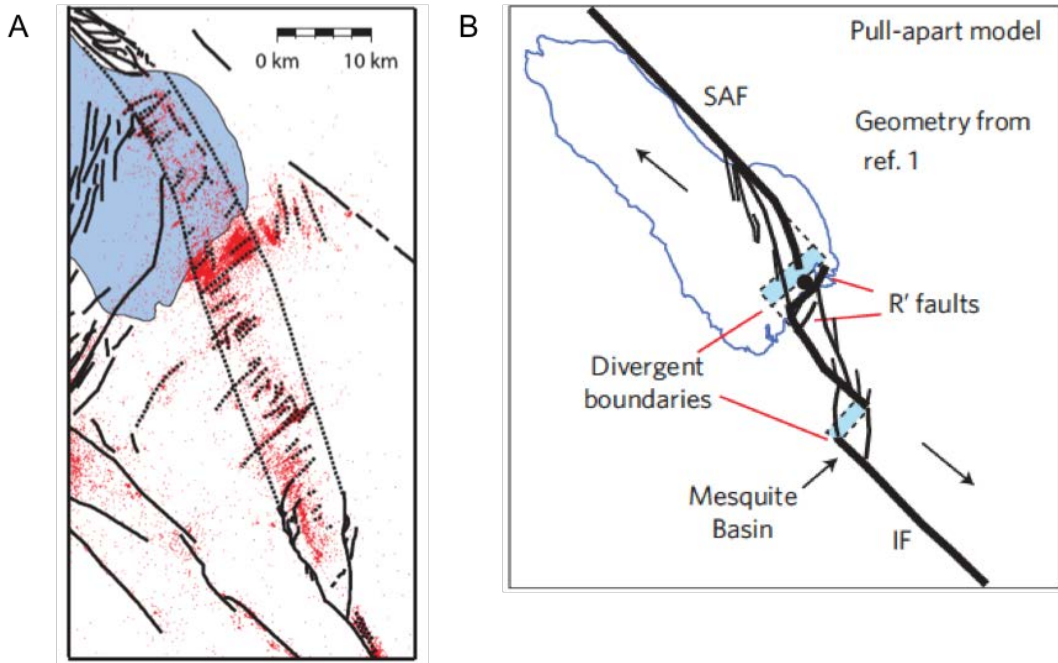 A
0 km 10 km
B
Pull-apart model
SAF
Geometry from
ref. 1
R' faults
Divergent
boundaries
Mesquite
Basin
IF